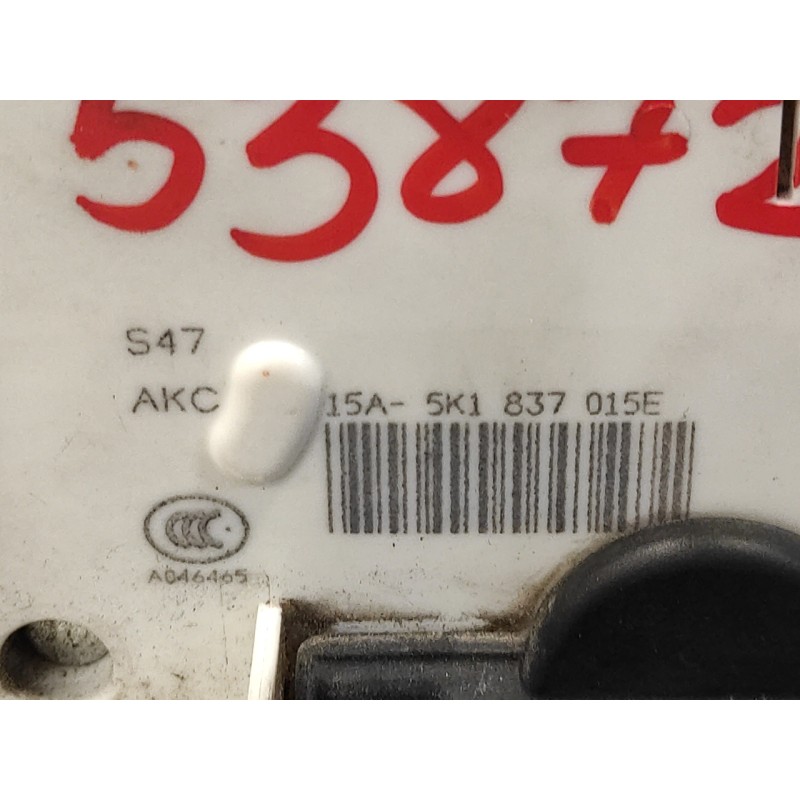 53872
S47
AKC 15A- 5K1 837 015E
CCC
A046465